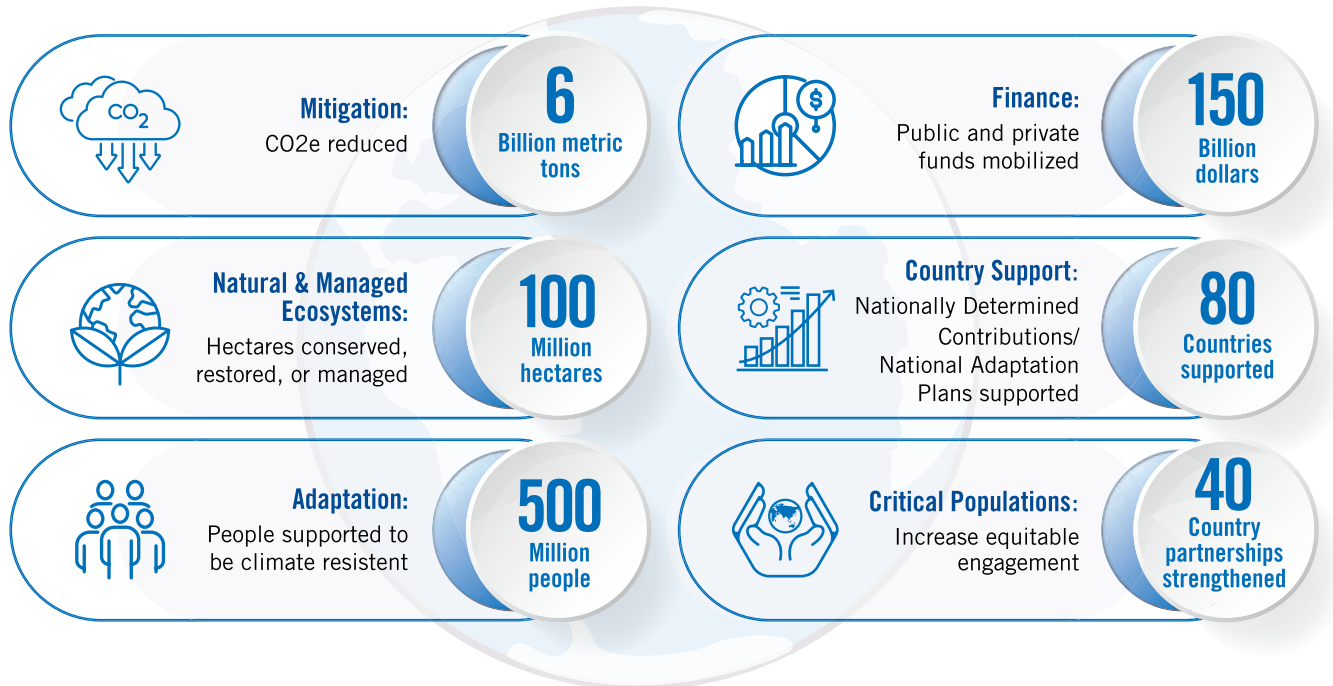 CO2
Mitigation:
CO2e reduced
6
Billion metric
tons
Natural & Managed
Ecosystems:
Hectares conserved,
restored, or managed
100
Million
hectares
Adaptation:
People supported to
be climate resistent
500
Million
people
$
Finance:
Public and private
funds mobilized
150
Billion
dollars
Country Support:
Nationally Determined
Contributions/
National Adaptation
Plans supported
80
Countries
supported
Critical Populations:
Increase equitable
engagement
40
Country
partnerships
strengthened